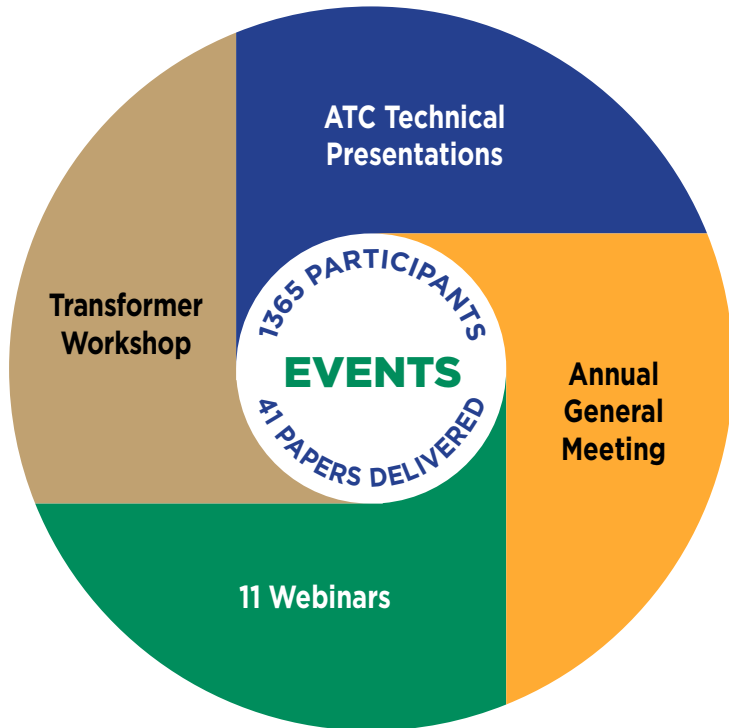 ATC Technical
Presentations
1365 PARTICIPANTS
EVENTS
41 PAPERS DELIVERED
Transformer
Workshop
Annual
General
Meeting
11 Webinars